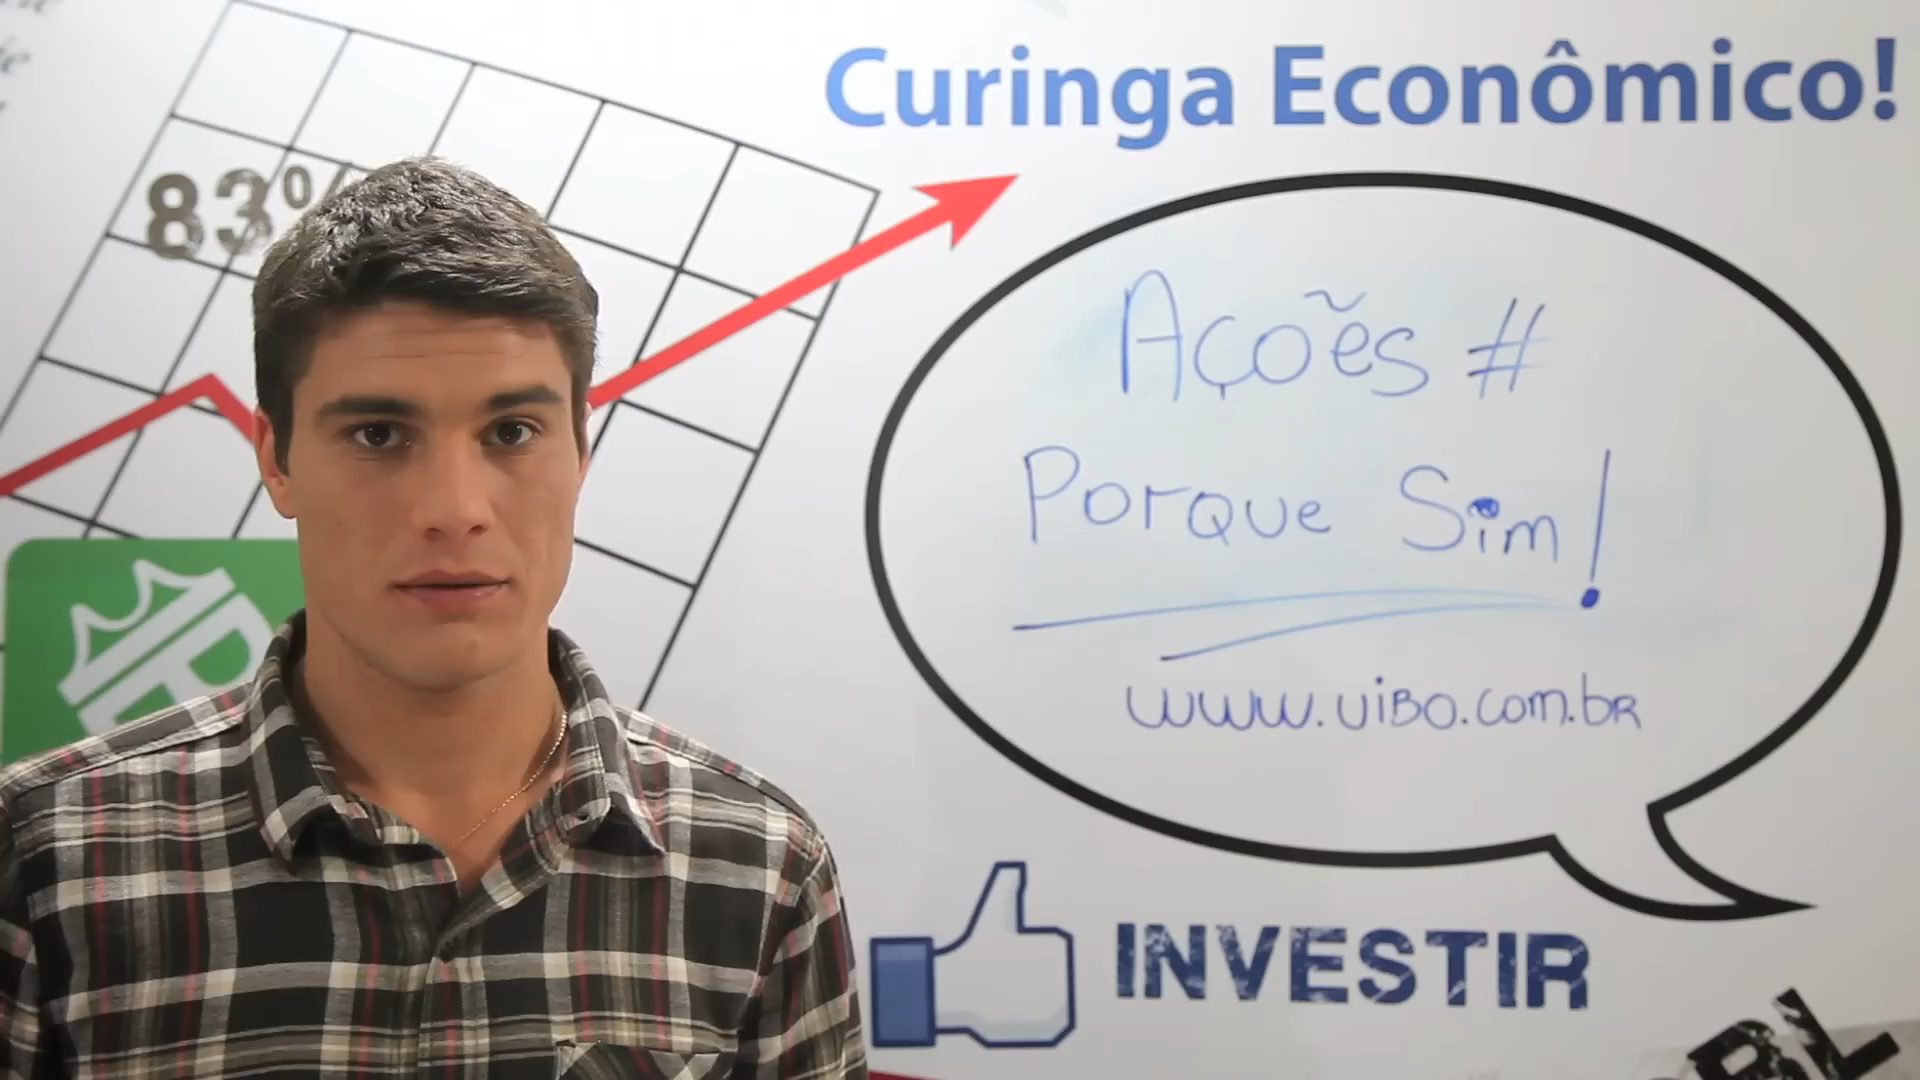 83%
Curinga Econômico!
Ações #
Porque Sim!
www.uibo.com.br
INVESTIR